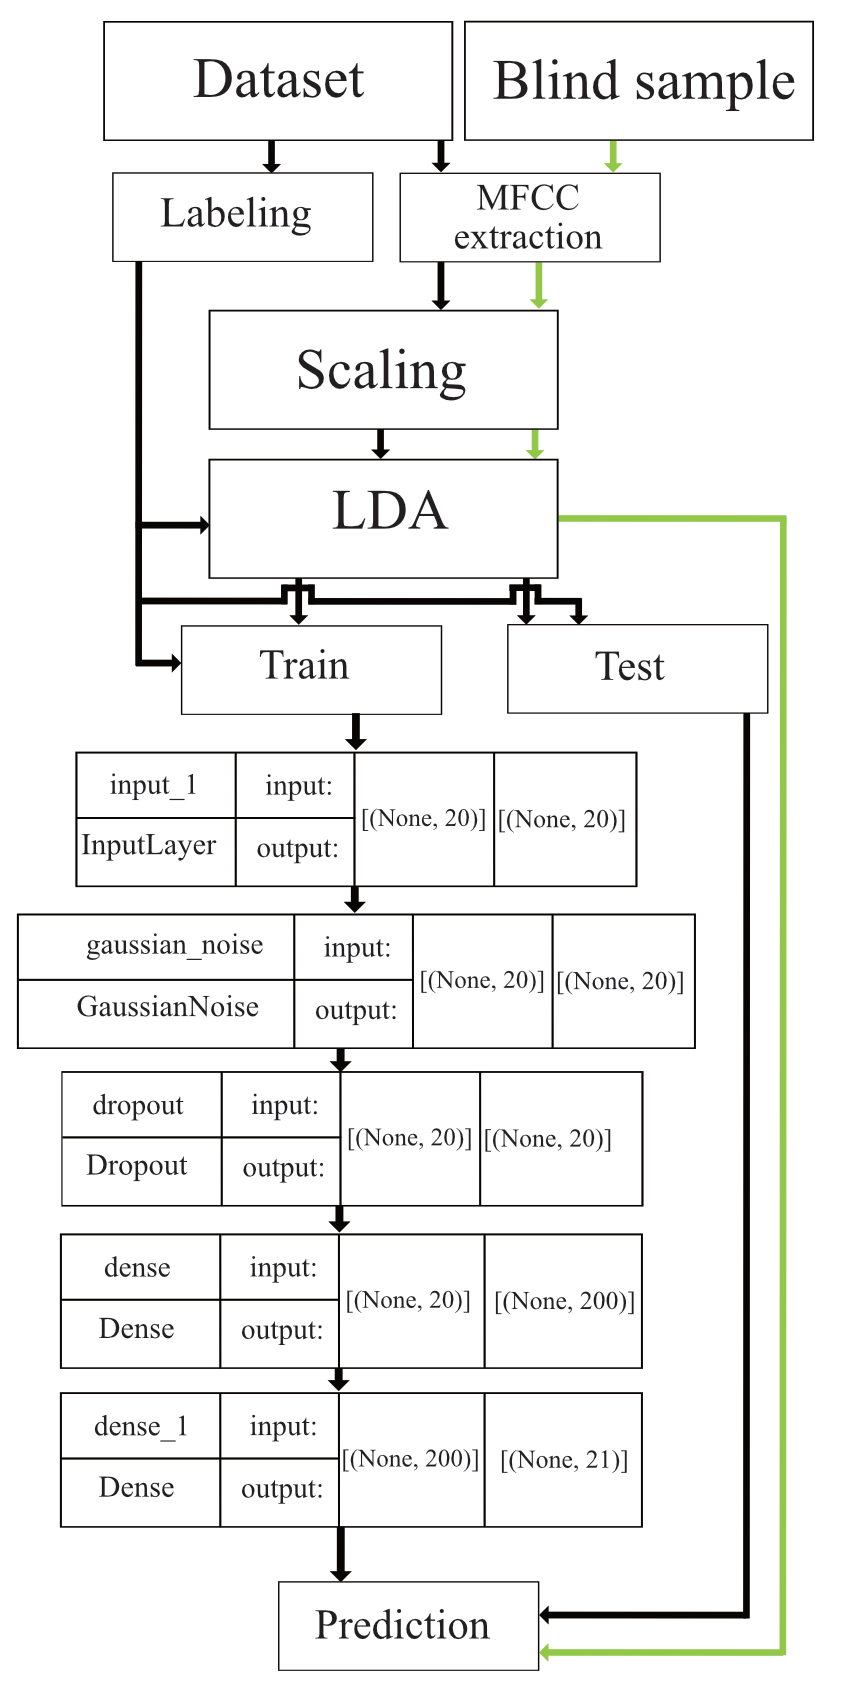 Dataset
Blind sample
Labeling
MFCC
extraction
Scaling
LDA
Train
Test
input_1
input:
[(None, 20)]
[(None, 20)]
InputLayer
output:
gaussian_noise
input:
[(None, 20)]
[(None, 20)]
GaussianNoise
output:
dropout
input:
[(None, 20)]
[(None, 20)]
Dropout
output:
dense
input:
[(None, 20)]
[(None, 200)]
Dense
output:
dense_1
input:
[(None, 200)]
[(None, 21)]
Dense
output:
Prediction